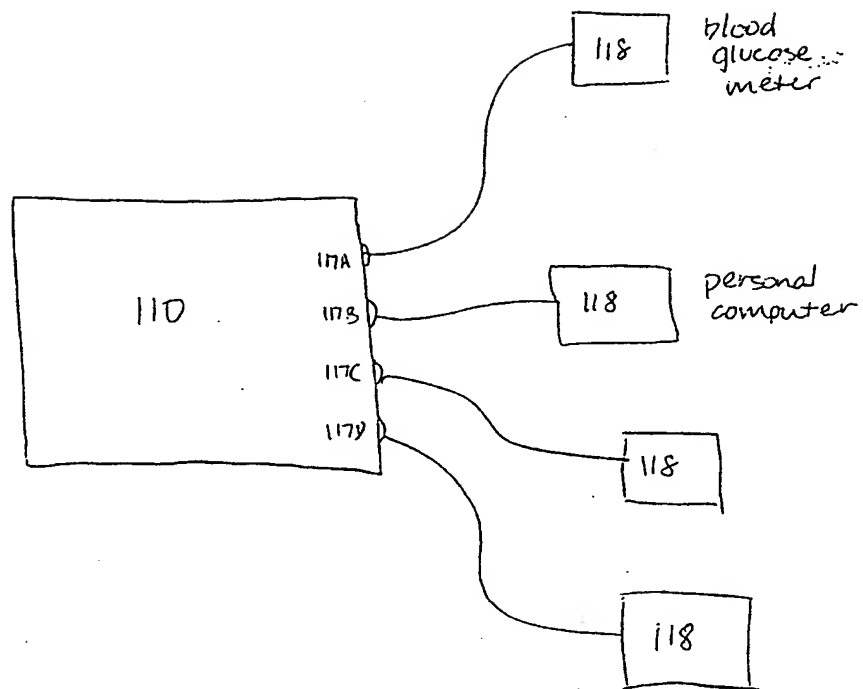 118
blood
glucose
meter
117A
110
117B
118
personal
computer
117C
117D
118
118